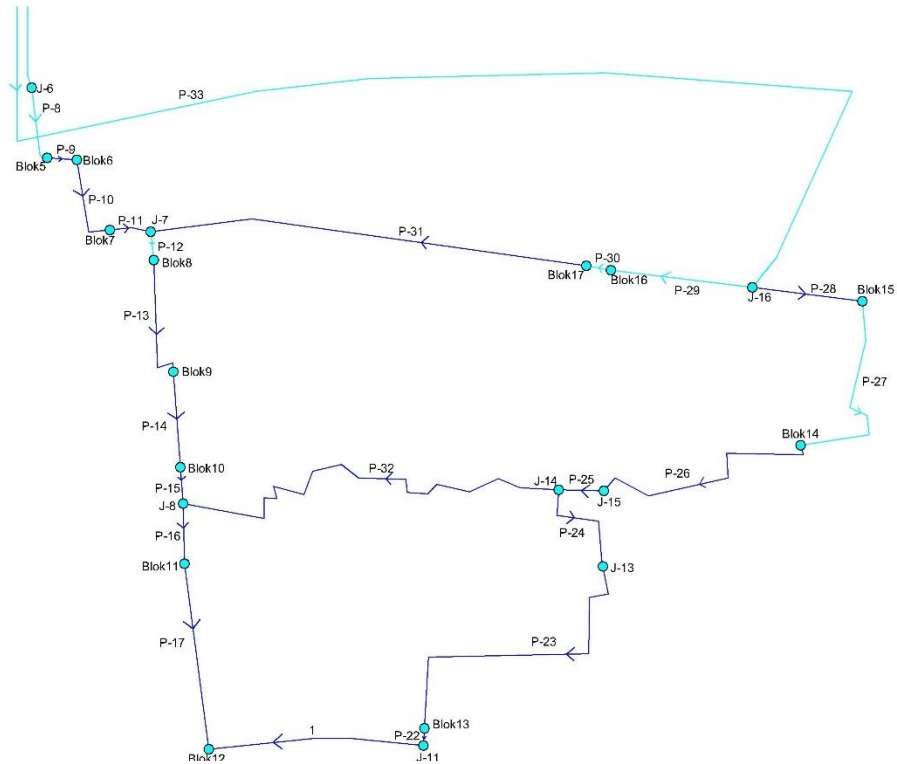 J-6
P-8
P-33
P-9
Blok5
Blok6
P-10
P-11
J-7
Blok7
P-31
P-12
Blok8
P-30
Blok17
Blok16
P-29
P-28
J-16
Blok15
P-13
Blok9
P-27
P-14
Blok14
Blok10
P-32
P-25
P-26
P-15
J-14
J-15
J-8
P-16
P-24
Blok11
J-13
P-17
P-23
Blok13
1
P-22
Blok12
J-11